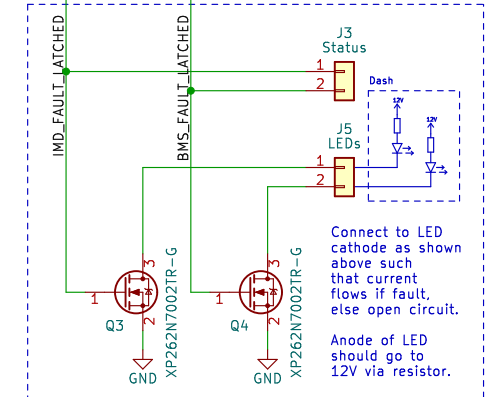 IMD_FAULT_LATCHED
BMS_FAULT_LATCHED
J3
Status
1
2
Dash
12V
12V
J5
LEDs
1
2
Connect to LED
cathode as shown
above such
that current
flows if fault,
else open circuit.
Anode of LED
should go to
12V via resistor.
3
1
2
Q3
XP262N7002TR-G
GND
3
1
2
Q4
XP262N7002TR-G
GND